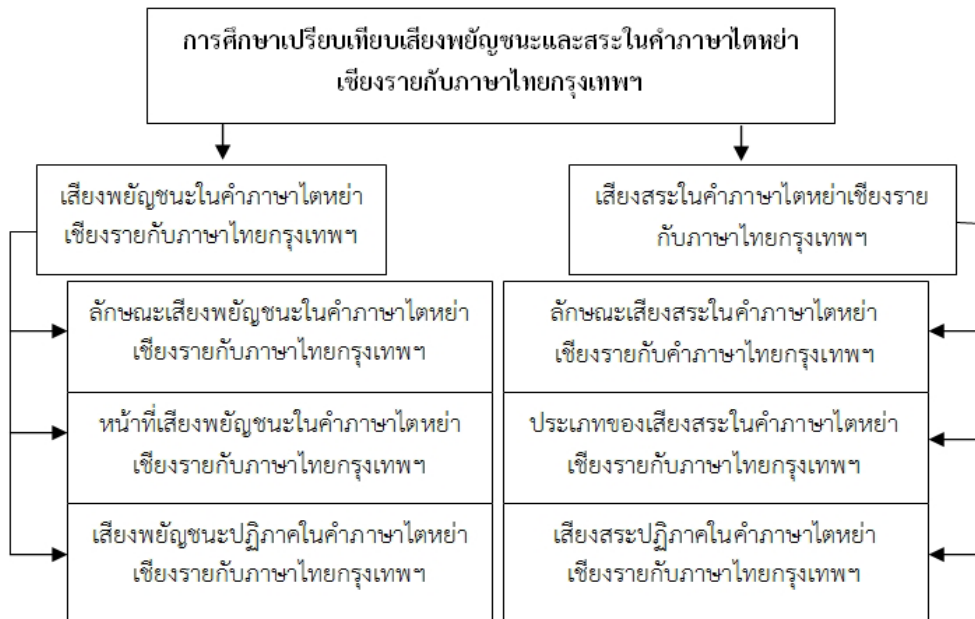 การศึกษาเปรียบเทียบเสียงพยัญชนะและสระในคำภาษาไตหย่า
เชียงรายกับภาษาไทยกรุงเทพฯ
เสียงพยัญชนะในคำภาษาไตหย่า
เชียงรายกับภาษาไทยกรุงเทพฯ
เสียงสระในคำภาษาไตหย่าเชียงราย
กับภาษาไทยกรุงเทพฯ
ลักษณะเสียงพยัญชนะในคำภาษาไตหย่า
เชียงรายกับภาษาไทยกรุงเทพฯ
ลักษณะเสียงสระในคำภาษาไตหย่า
เชียงรายกับคำภาษาไทยกรุงเทพฯ
หน้าที่เสียงพยัญชนะในคำภาษาไตหย่า
เชียงรายกับภาษาไทยกรุงเทพฯ
ประเภทของเสียงสระในคำภาษาไตหย่า
เชียงรายกับภาษาไทยกรุงเทพฯ
เสียงพยัญชนะปฏิภาคในคำภาษาไตหย่า
เชียงรายกับภาษาไทยกรุงเทพฯ
เสียงสระปฏิภาคในคำภาษาไตหย่า
เชียงรายกับภาษาไทยกรุงเทพฯ